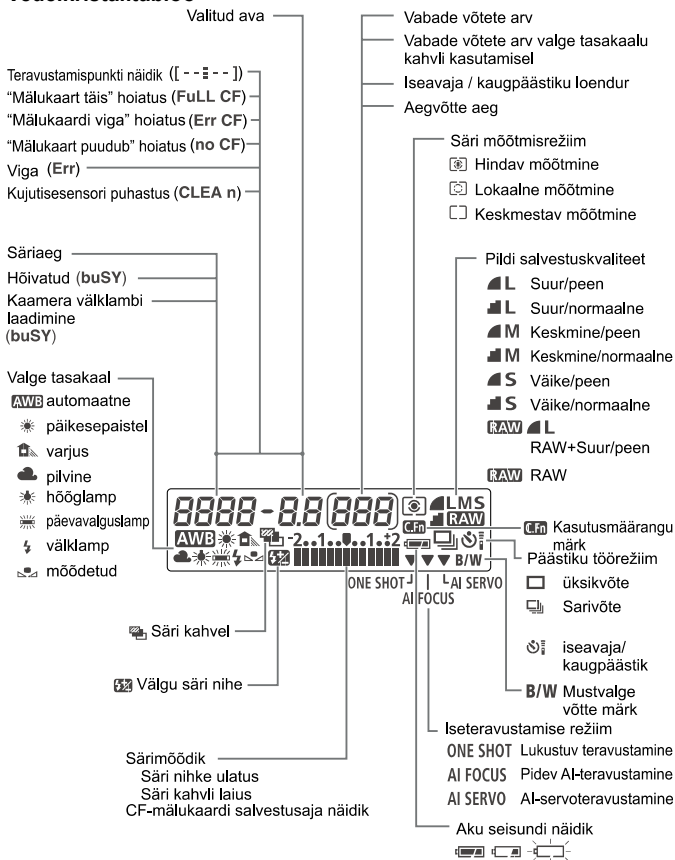 Valitud ava
Teravustamispunkti näidik ([ - - - - ])
“Mälukaart täis” hoiatus (FuLL CF)
“Mälukaardi viga” hoiatus (Err CF)
“Mälukaart puudub” hoiatus (no CF)
Viga (Err)
Kujutisesensori puhastus (CLEA n)
Säriaeg
Hõivatud (buSY)
Kaamera välklambi
laadimine
(buSY)
Valge tasakaal
AWB automaatne
päikesepaistel
varjus
pilvine
hõõglamp
päevavalguslamp
välklamp
mõõdetud
Vabade võtete arv
Vabade võtete arv valge tasakaalu
kahvli kasutamisel
Iseavaja / kaugpäästiku loendur
Aegvõtte aeg
Säri mõõtmisrežiim
Hindav mõõtmine
Lokaalne mõõtmine
Keskmestav mõõtmine
Pildi salvestuskvaliteet
L Suur/peen
L Suur/normaalne
M Keskmine/peen
M Keskmine/normaalne
S Väike/peen
S Väike/normaalne
RAW L
RAW+Suur/peen
RAW RAW
8888-8.8 [888] LMS
RAW
AWB -2..1..0..1..+2 C.Fn
B/W
ONE SHOT AI SERVO
AI FOCUS
C.Fn Kasutusmäärangu
märk
Päästiku töörežiim
üksikvõte
Sarivõte
iseavaja/
kaugpäästik
B/W Mustvalge
võtte märk
Säri kahvel
Välgu säri nihe
Särimõõdik
Säri nihke ulatus
Säri kahvli laius
CF-mälukaardi salvestusaja näidik
Iseteravustamise režiim
ONE SHOT Lukustuv teravustamine
AI FOCUS Pidev AI-teravustamine
AI SERVO AI-servoteravustamine
Aku seisundi näidik